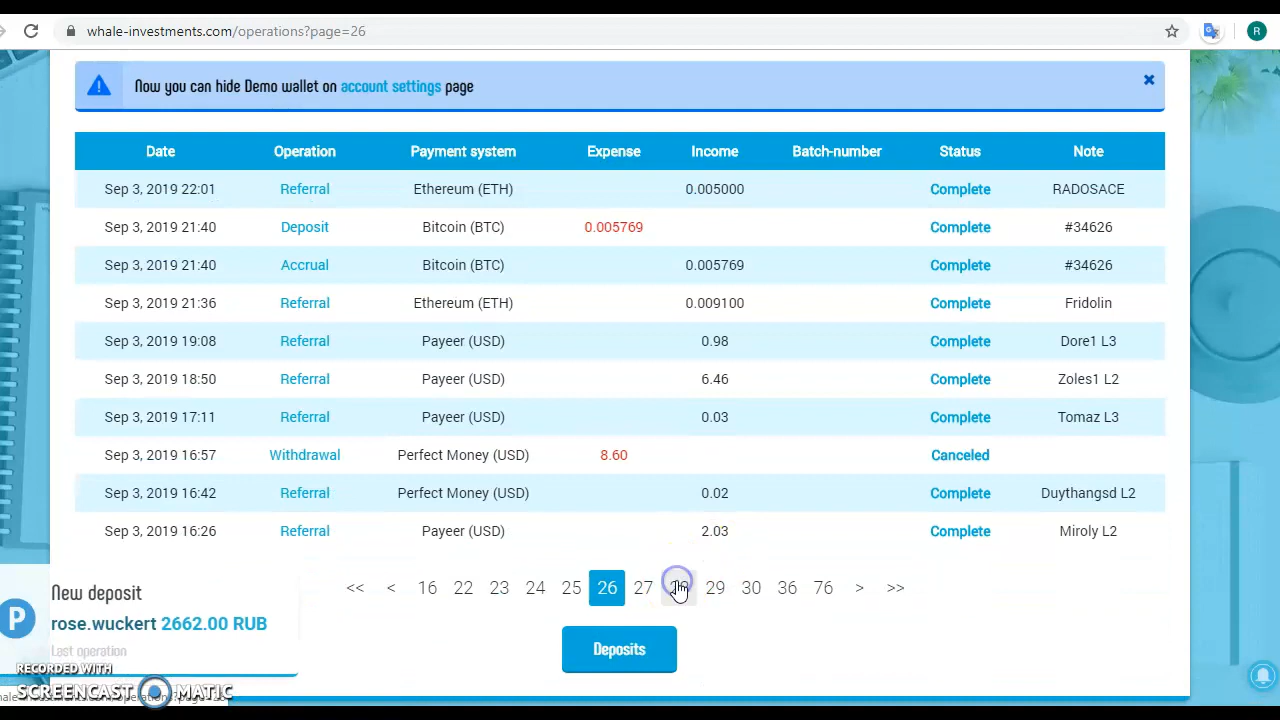 whale-investments.com/operations?page=26
R
Now you can hide Demo wallet on account settings page
Date Operation Payment system Expense Income Batch-number Status Note
Sep 3, 2019 22:01 Referral Ethereum (ETH) 0.005000 Complete RADOSACE
Sep 3, 2019 21:40 Deposit Bitcoin (BTC) 0.005769 Complete #34626
Sep 3, 2019 21:40 Accrual Bitcoin (BTC) 0.005769 Complete #34626
Sep 3, 2019 21:36 Referral Ethereum (ETH) 0.009100 Complete Fridolin
Sep 3, 2019 19:08 Referral Payeer (USD) 0.98 Complete Dore1 L3
Sep 3, 2019 18:50 Referral Payeer (USD) 6.46 Complete Zoles1 L2
Sep 3, 2019 17:11 Referral Payeer (USD) 0.03 Complete Tomaz L3
Sep 3, 2019 16:57 Withdrawal Perfect Money (USD) 8.60 Canceled
Sep 3, 2019 16:42 Referral Perfect Money (USD) 0.02 Complete Duythangsd L2
Sep 3, 2019 16:26 Referral Payeer (USD) 2.03 Complete Miroly L2
<< < 16 22 23 24 25 26 27 29 30 36 76 > >>
Deposits
P
New deposit
rose.wuckert 2662.00 RUB
Last operation
RECORDED WITH
SCREENCAST MATIC